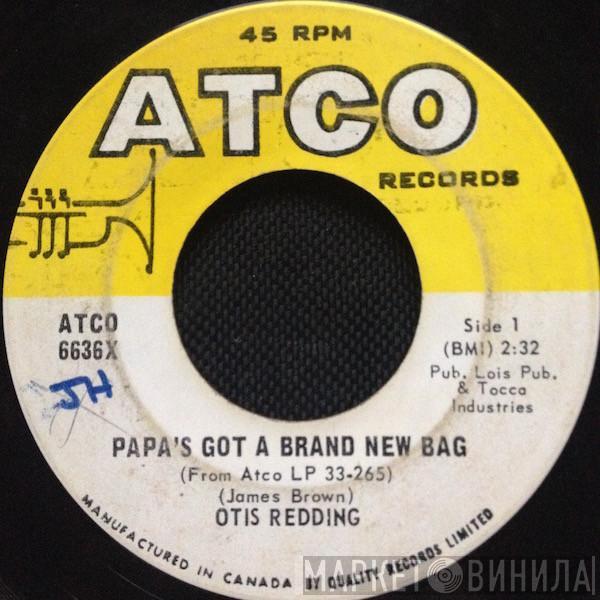 45 RPM
ATCO
RECORDS
ATCO
6636X
JH
Side 1
(BMI) 2:32
Pub. Lois Pub.
& Tocca
Industries
PAPA'S GOT A BRAND NEW BAG
(From Atco LP 33-265)
(James Brown)
OTIS REDDING
MANUFACTURED IN CANADA BY QUALITY RECORDS LIMITED
МАРКЕТ ВИНИЛА